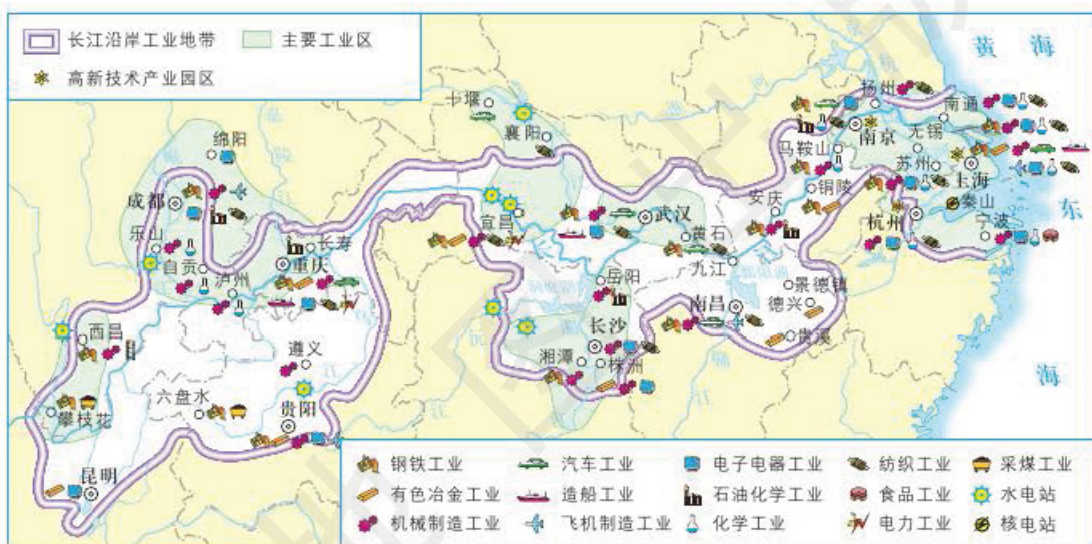 长江沿岸工业地带 主要工业区
高新技术产业园区
黄 海
东
海
扬州
南通
南京
无锡
马鞍山
苏州
上海
铜陵
杭州
秦山
宁波
安庆
十堰
襄阳
绵阳
成都
宜昌
武汉
黄石
乐山
长寿
自贡
重庆
泸州
岳阳
九江
景德镇
南昌
德兴
长沙
贵溪
湘潭
株洲
西昌
遵义
六盘水
贵阳
攀枝花
昆明
钢铁工业 汽车工业 电子电器工业 纺织工业 采煤工业
有色冶金工业 造船工业 石油化学工业 食品工业 水电站
机械制造工业 飞机制造工业 化学工业 电力工业 核电站